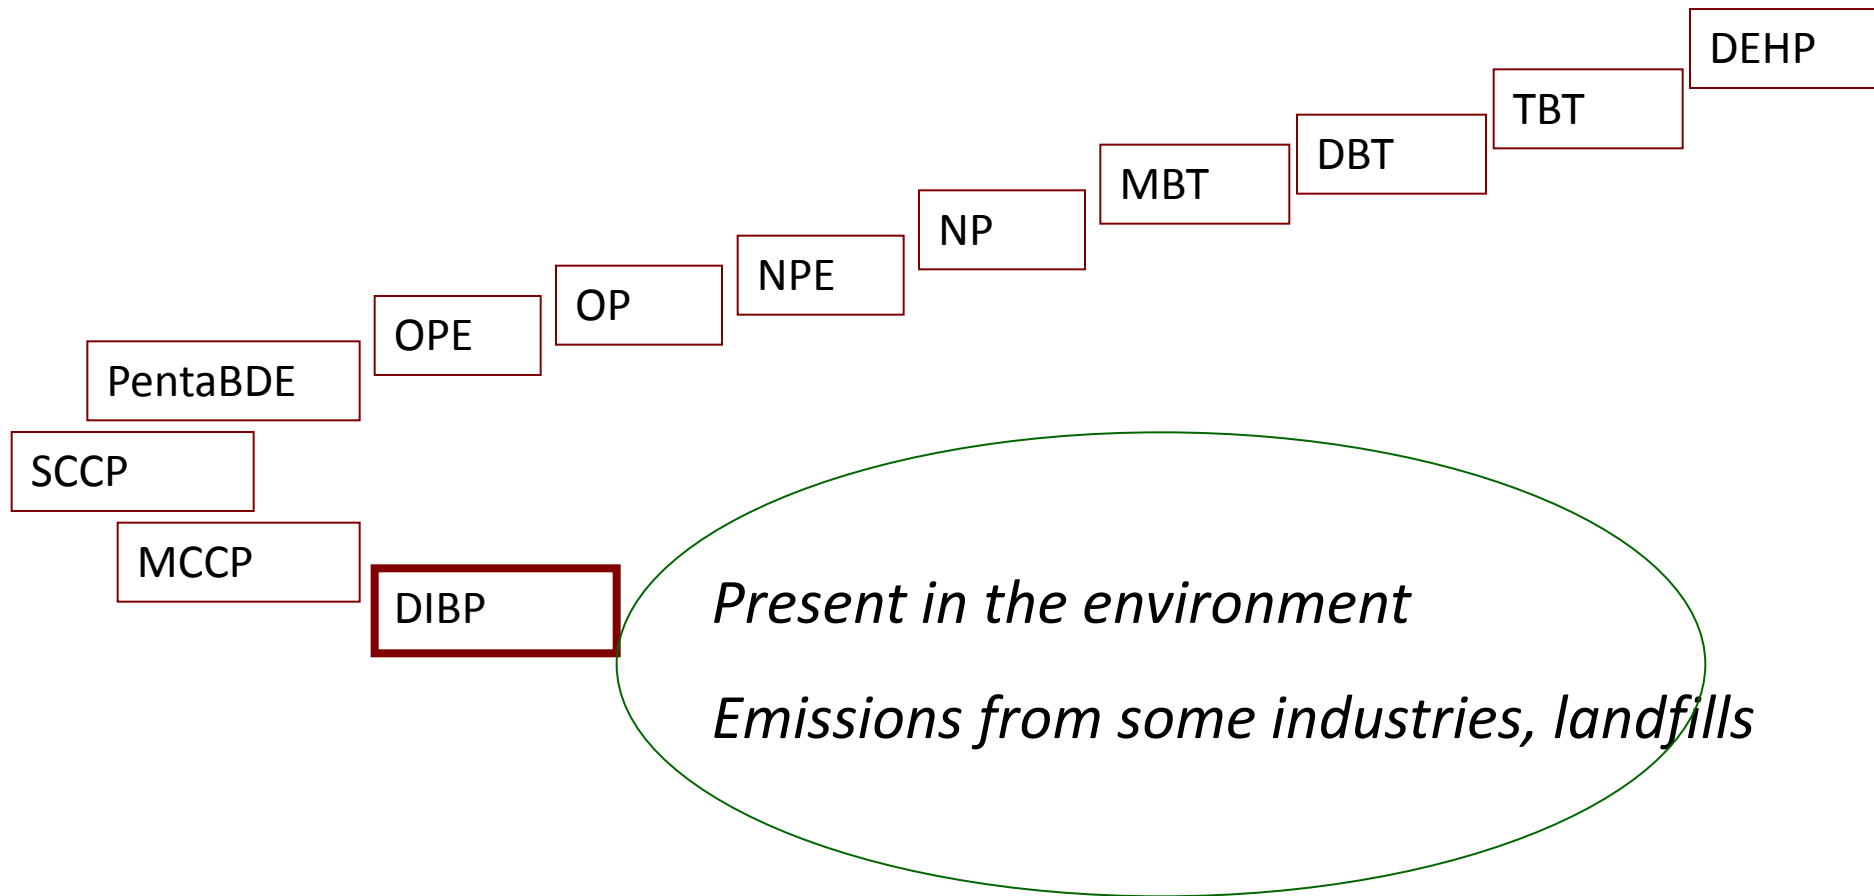 DEHP
TBT
DBT
MBT
NP
NPE
OP
OPE
PentaBDE
SCCP
MCCP
DIBP
Present in the environment
Emissions from some industries, landfills